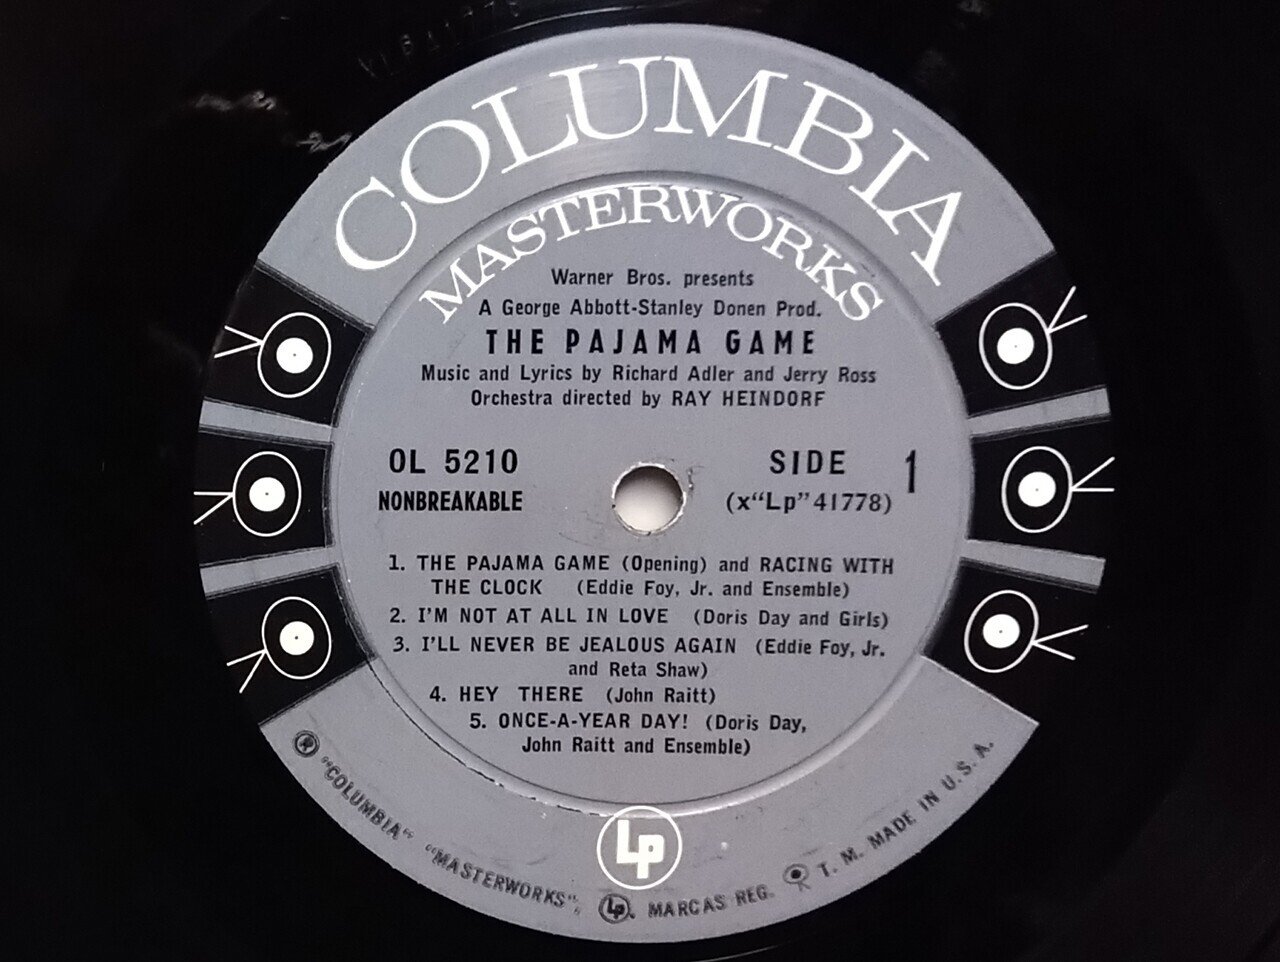 COLUMBIA
MASTERWORKS
Warner Bros. presents
A George Abbott-Stanley Donen Prod.
THE PAJAMA GAME
Music and Lyrics by Richard Adler and Jerry Ross
Orchestra directed by RAY HEINDORF
OL 5210
NONBREAKABLE
SIDE 1
(x“Lp”41778)
1. THE PAJAMA GAME (Opening) and RACING WITH
THE CLOCK (Eddie Foy, Jr. and Ensemble)
2. I'M NOT AT ALL IN LOVE (Doris Day and Girls)
3. I'LL NEVER BE JEALOUS AGAIN (Eddie Foy, Jr.
and Reta Shaw)
4. HEY THERE (John Raitt)
5. ONCE-A-YEAR DAY! (Doris Day,
John Raitt and Ensemble)
Lp
® “COLUMBIA” “MASTERWORKS”, Lp, MARCAS REG. T. M. MADE IN U. S. A.